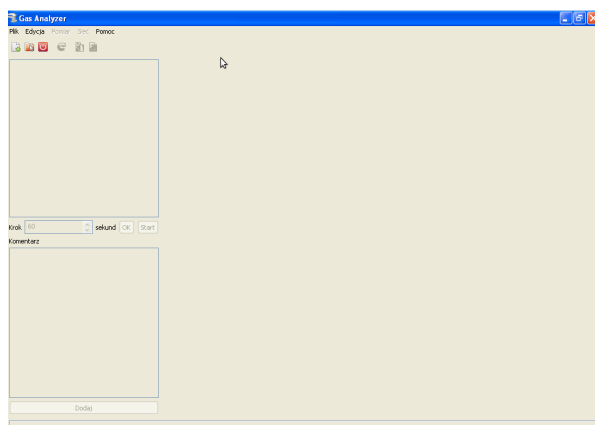 Gas Analyzer
Plik Edycja Pomiar Sieć Pomoc
Krok 60 sekund OK Start
Komentarz
Dodaj